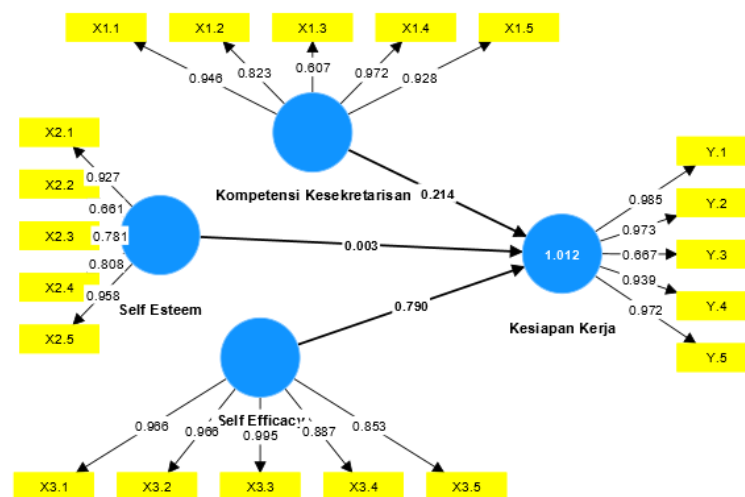 X1.1 X1.2 X1.3 X1.4 X1.5
0.946 0.823 0.607 0.972 0.928
Kompetensi Kesekretarisan
X2.1
X2.2
X2.3
X2.4
X2.5
0.927
0.661
0.781
0.808
0.958
Self Esteem
0.214
0.003
0.790
1.012
Kesiapan Kerja
0.985
0.973
0.667
0.939
0.972
Y.1
Y.2
Y.3
Y.4
Y.5
Self Efficacy
0.966 0.966 0.995 0.887 0.853
X3.1 X3.2 X3.3 X3.4 X3.5